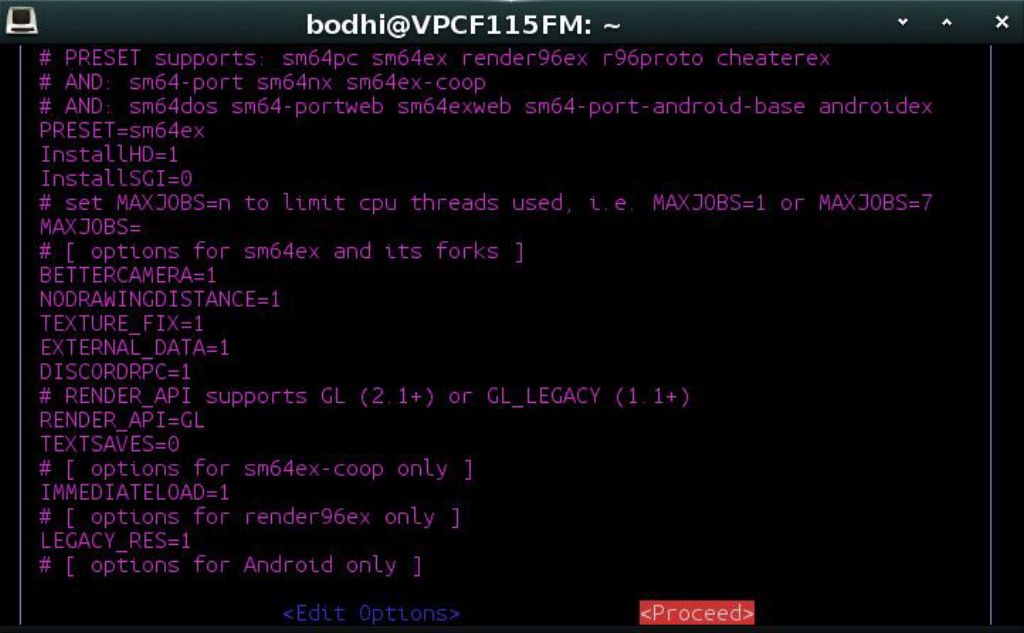 bodhi@VPCF115FM: ~
# PRESET supports: sm64pc sm64ex render96ex r96proto cheaterex
# AND: sm64-port sm64nx sm64ex-coop
# AND: sm64dos sm64-portweb sm64exweb sm64-port-android-base androidex
PRESET=sm64ex
InstallHD=1
InstallSGI=0
# set MAXJOBS=n to limit cpu threads used, i.e. MAXJOBS=1 or MAXJOBS=7
MAXJOBS=
# [ options for sm64ex and its forks ]
BETTERCAMERA=1
NODRAWINGDISTANCE=1
TEXTURE_FIX=1
EXTERNAL_DATA=1
DISCORDRPC=1
# RENDER_API supports GL (2.1+) or GL_LEGACY (1.1+)
RENDER_API=GL
TEXTSAVES=0
# [ options for sm64ex-coop only ]
IMMEDIATELOAD=1
# [ options for render96ex only ]
LEGACY_RES=1
# [ options for Android only ]
<Edit Options> <Proceed>